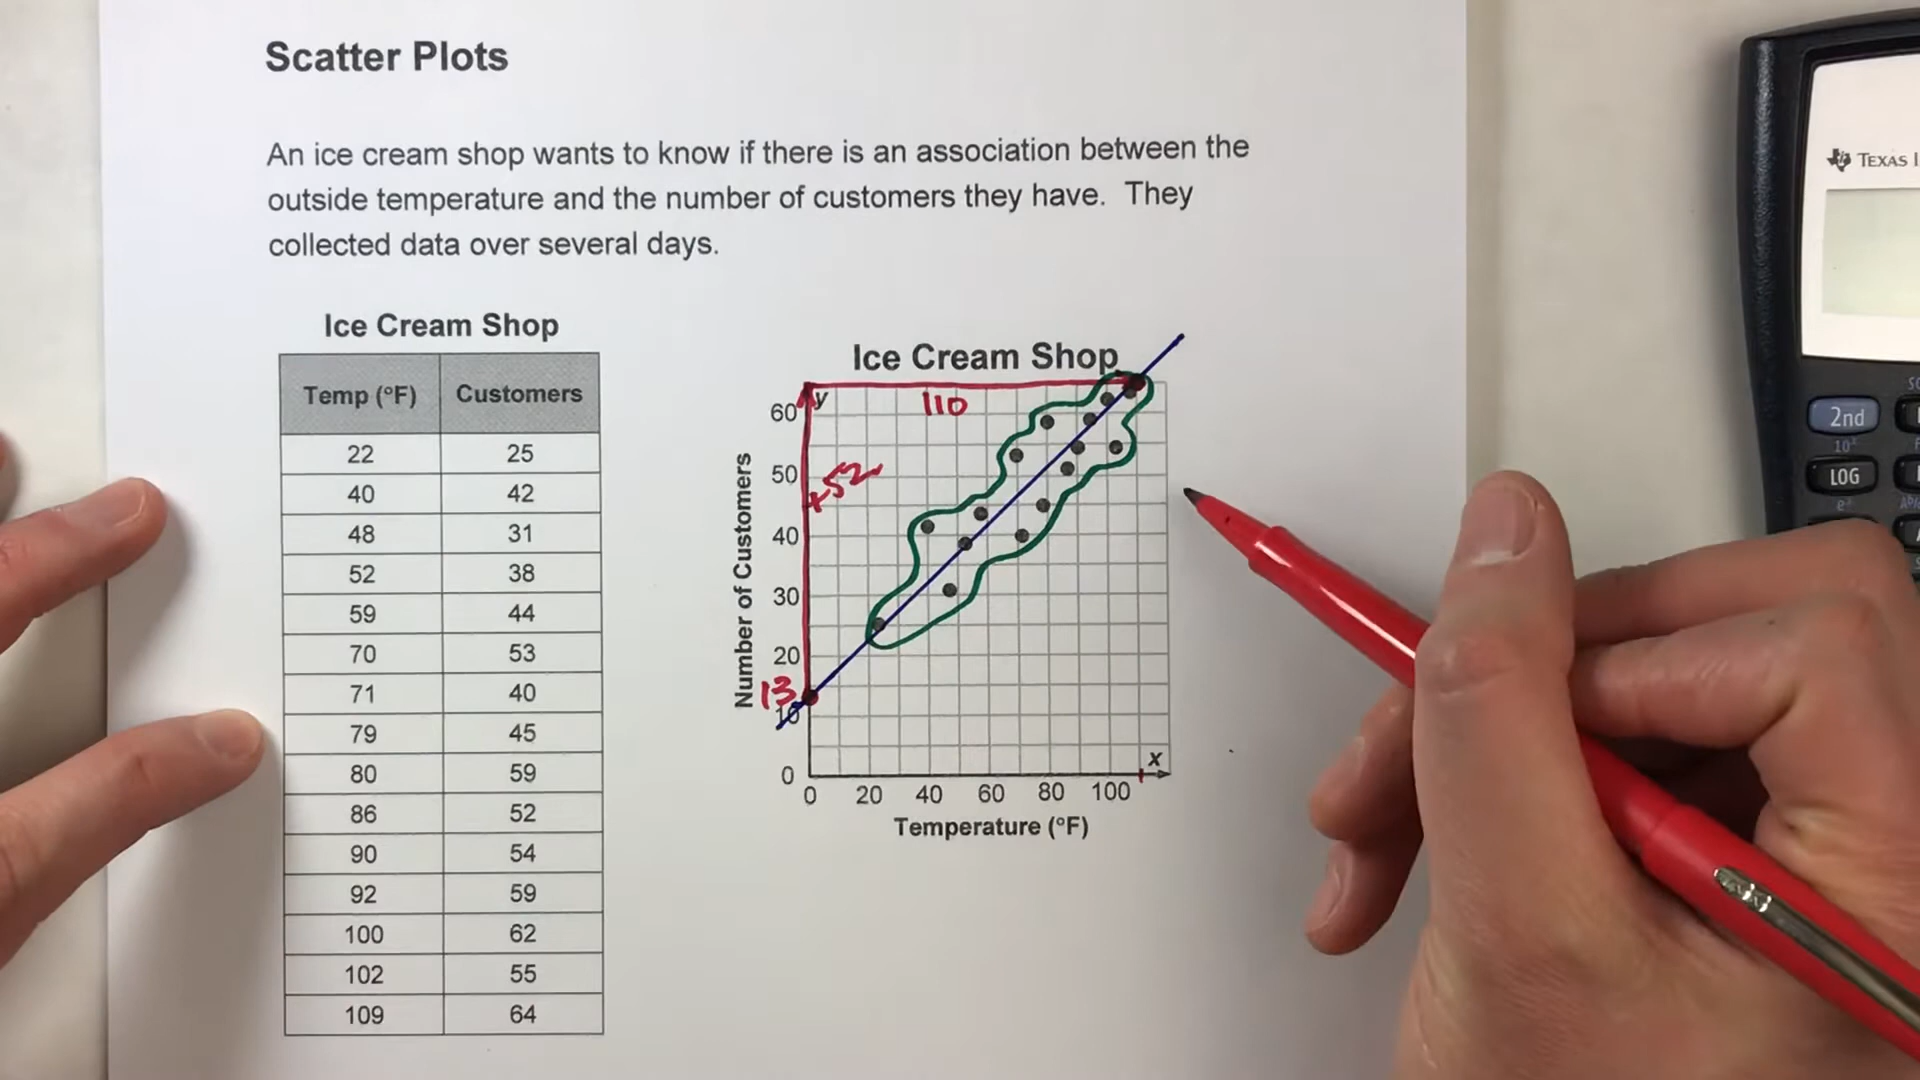 Scatter Plots
An ice cream shop wants to know if there is an association between the
outside temperature and the number of customers they have. They
collected data over several days.
Ice Cream Shop
Temp (°F) Customers
22 25
40 42
48 31
52 38
59 44
70 53
71 40
79 45
80 59
86 52
90 54
92 59
100 62
102 55
109 64
Ice Cream Shop
y
110
+52
13
60
50
40
30
20
10
0
Number of Customers
x
0 20 40 60 80 100
Temperature (°F)
TEXAS I
2nd
10ˣ
LOG